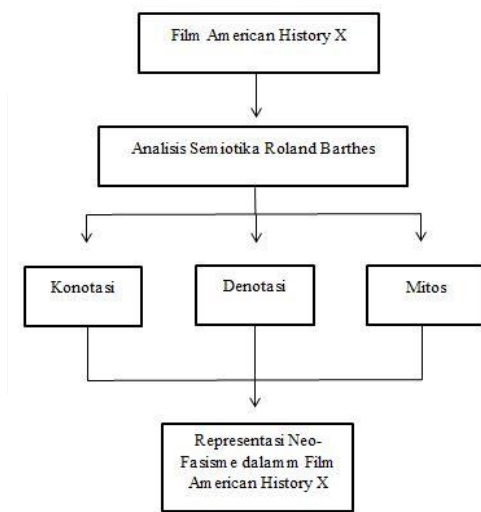 Film American History X
Analisis Semiotika Roland Barthes
Konotasi
Denotasi
Mitos
Representasi Neo-
Fasisme dalamm Film
American History X